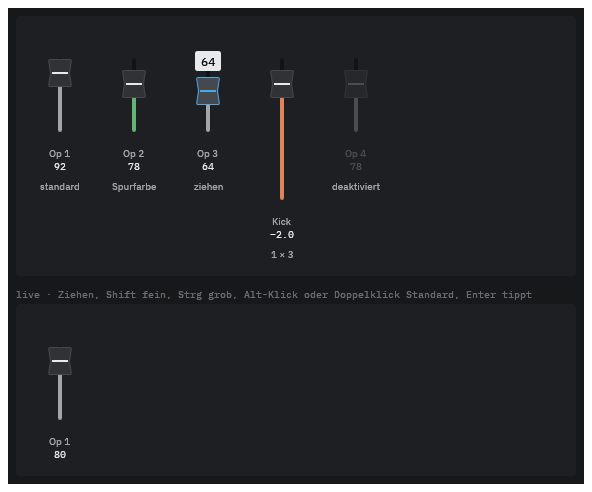 64
Op 1
92
standard
Op 2
78
Spurfarbe
Op 3
64
ziehen
Op 4
78
deaktiviert
Kick
−2.0
1 × 3
live · Ziehen, Shift fein, Strg grob, Alt-Klick oder Doppelklick Standard, Enter tippt
Op 1
80